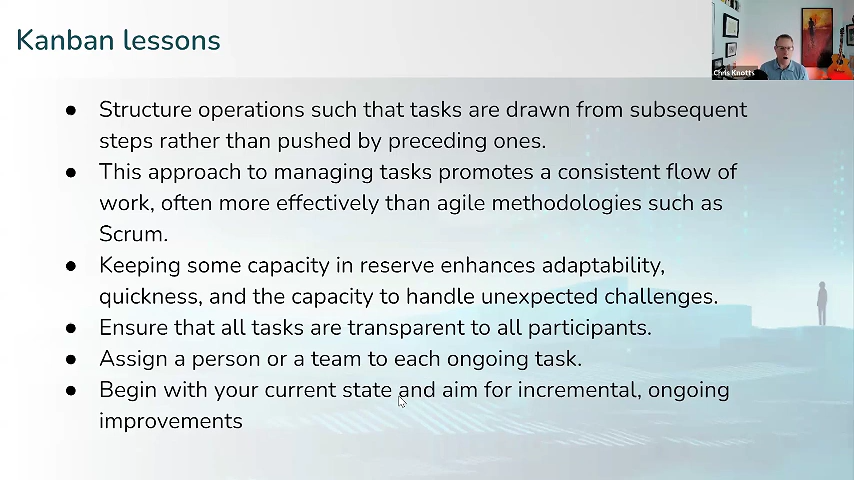 Kanban lessons
Chris Knotts
● Structure operations such that tasks are drawn from subsequent
steps rather than pushed by preceding ones.
● This approach to managing tasks promotes a consistent flow of
work, often more effectively than agile methodologies such as
Scrum.
● Keeping some capacity in reserve enhances adaptability,
quickness, and the capacity to handle unexpected challenges.
● Ensure that all tasks are transparent to all participants.
● Assign a person or a team to each ongoing task.
● Begin with your current state and aim for incremental, ongoing
improvements